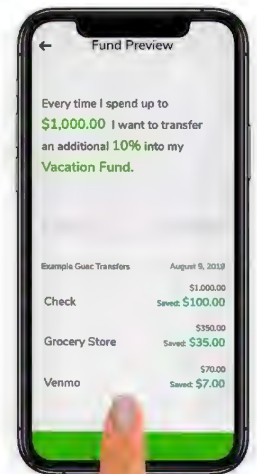 Fund Preview
Every time I spend up to
$1,000.00 I want to transfer
an additional 10% into my
Vacation Fund.
Example Guac Transfers August 9, 2019
$1,000.00
Check Saved: $100.00
$350.00
Grocery Store Saved: $35.00
$70.00
Venmo Saved: $7.00